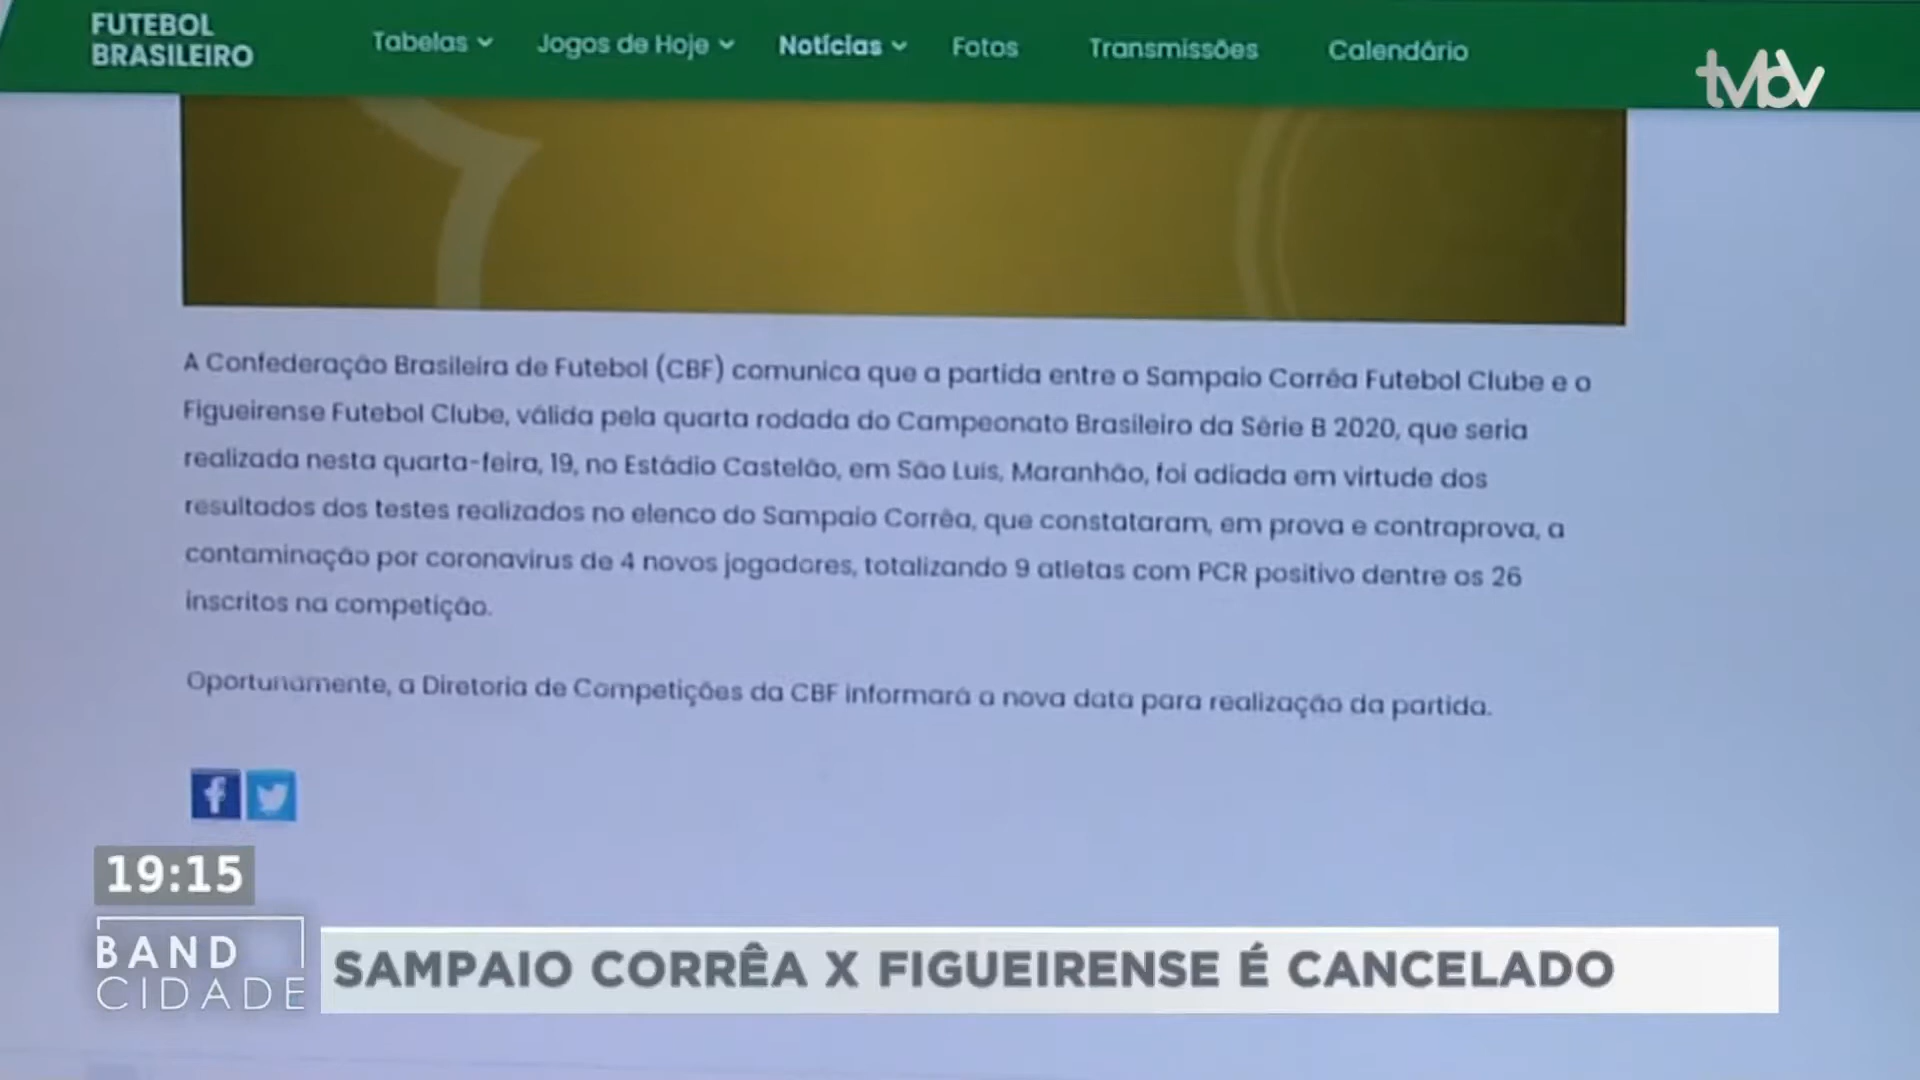 FUTEBOL
BRASILEIRO
Tabelas
Jogos de Hoje
Notícias
Fotos
Transmissões
Calendário
tvbv
A Confederação Brasileira de Futebol (CBF) comunica que a partida entre o Sampaio Corrêa Futebol Clube e o
Figueirense Futebol Clube, válida pela quarta rodada do Campeonato Brasileiro da Série B 2020, que seria
realizada nesta quarta-feira, 19, no Estádio Castelão, em São Luís, Maranhão, foi adiada em virtude dos
resultados dos testes realizados no elenco do Sampaio Corrêa, que constataram, em prova e contraprova, a
contaminação por coronavírus de 4 novos jogadores, totalizando 9 atletas com PCR positivo dentre os 26
inscritos na competição.
Oportunamente, a Diretoria de Competições da CBF informará a nova data para realização da partida.
19:15
BAND
CIDADE
SAMPAIO CORRÊA X FIGUEIRENSE É CANCELADO